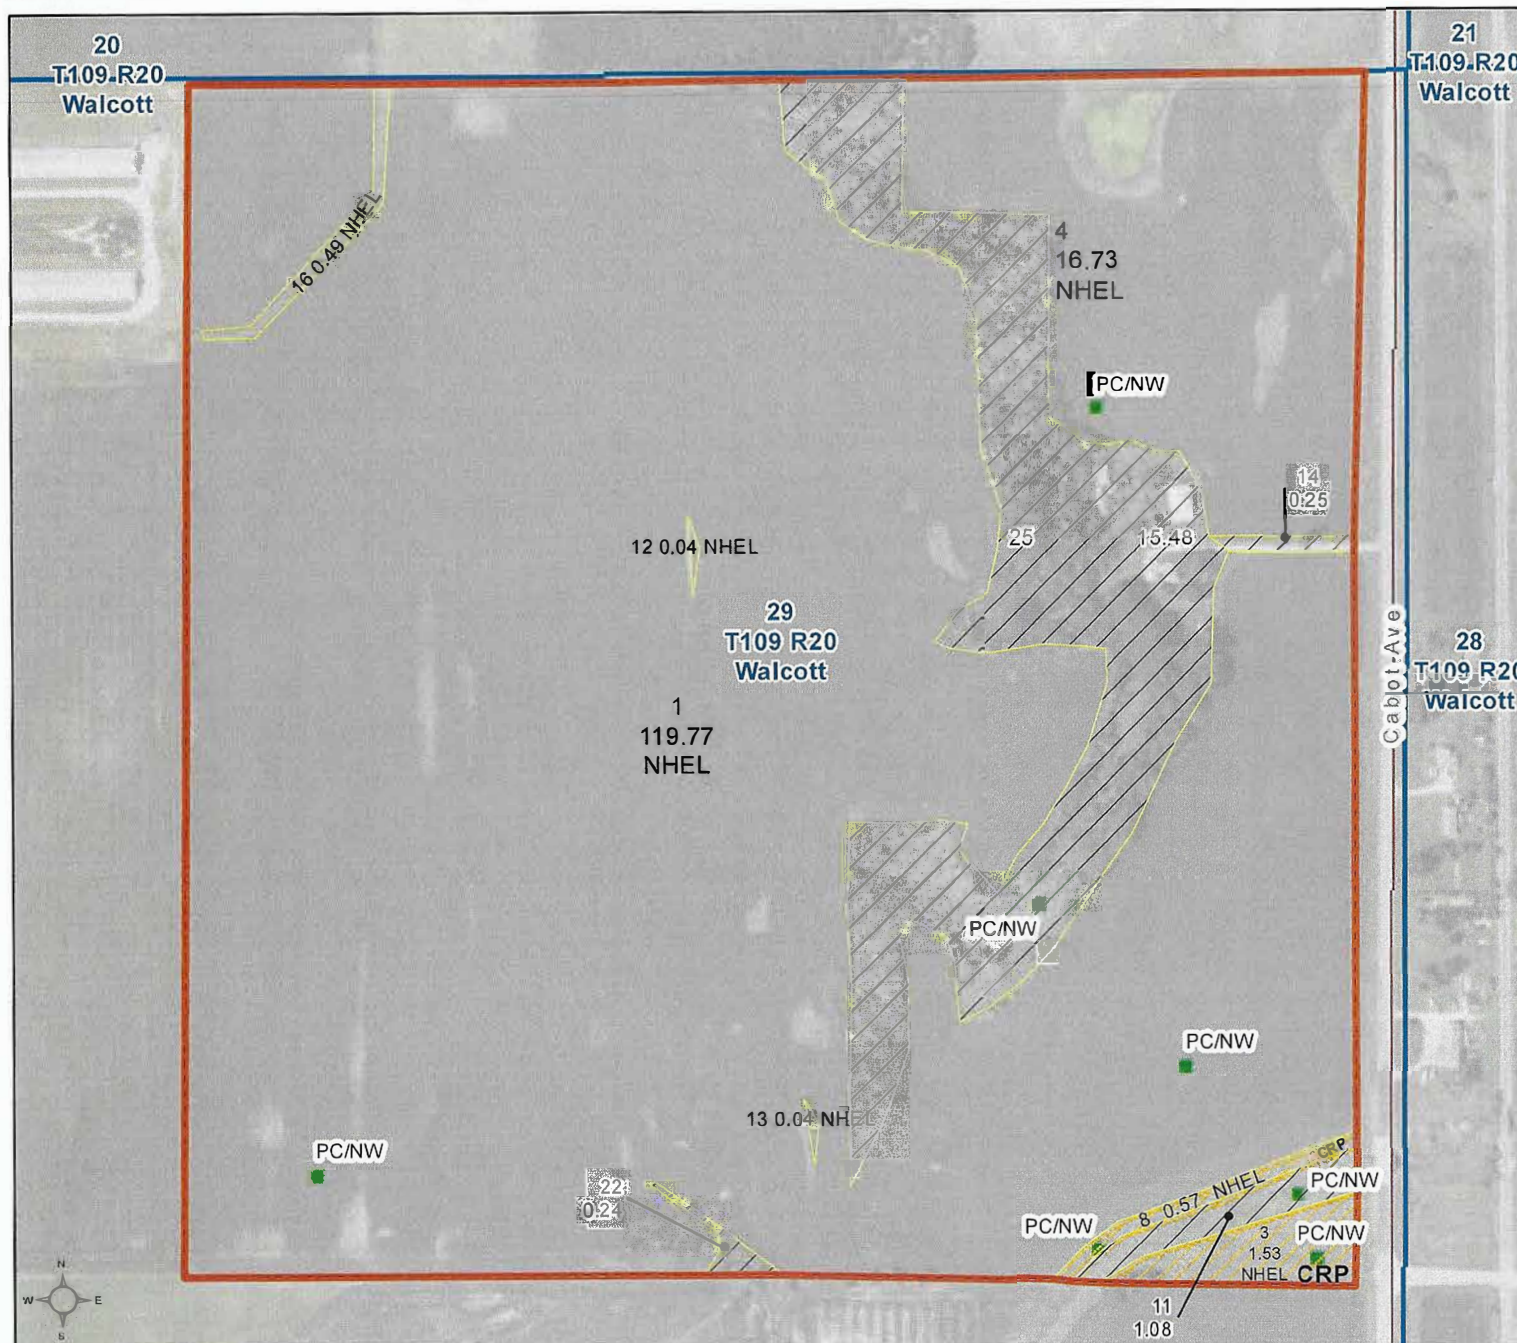 20
T109 R20
Walcott
21
T109 R20
Walcott
16 0.49 NHEL
4
16.73
NHEL
PC/NW
14
0.25
12 0.04 NHEL
25
15.48
29
T109 R20
Walcott
Cabot Ave
28
T109 R20
Walcott
1
119.77
NHEL
PC/NW
PC/NW
13 0.04 NHEL
PC/NW
22
0.24
CRP
8 0.57 NHEL
PC/NW
PC/NW
3
1.53
NHEL
PC/NW
CRP
11
1.08
N
W
E
S